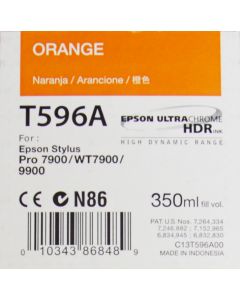 ORANGE
Naranja / Arancione / 橙色
T596A
EPSON ULTRACHROME
HDR INK
HIGH DYNAMIC RANGE
For :
Epson Stylus
Pro 7900/WT7900/
9900
CE N86
350ml fill vol.
PAT.U.S. Nos. 7,264,334
7,246,882 ; 7,152,965
6,834,945 ; 6,832,830
C13T596A00
MADE IN INDONESIA
0 10343 86848 9